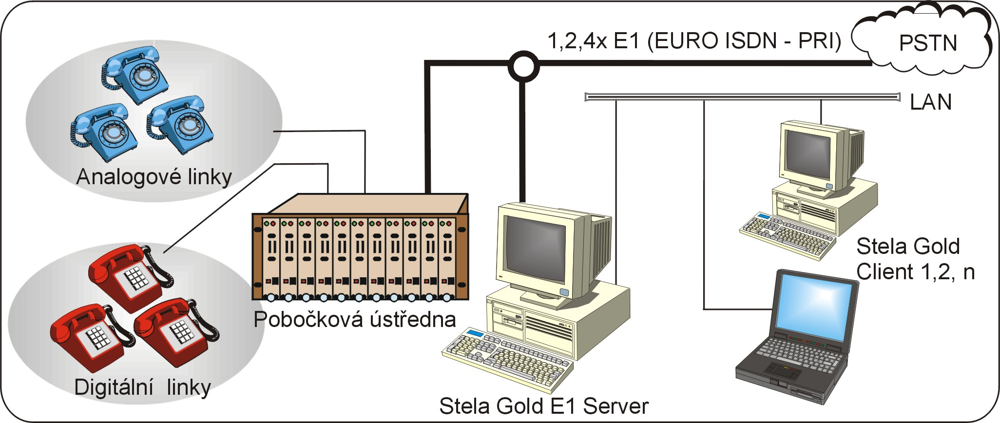 1,2,4x E1 (EURO ISDN - PRI)
PSTN
LAN
Analogové linky
Stela Gold
Client 1,2, n
Pobočková ústředna
Digitální linky
Stela Gold E1 Server